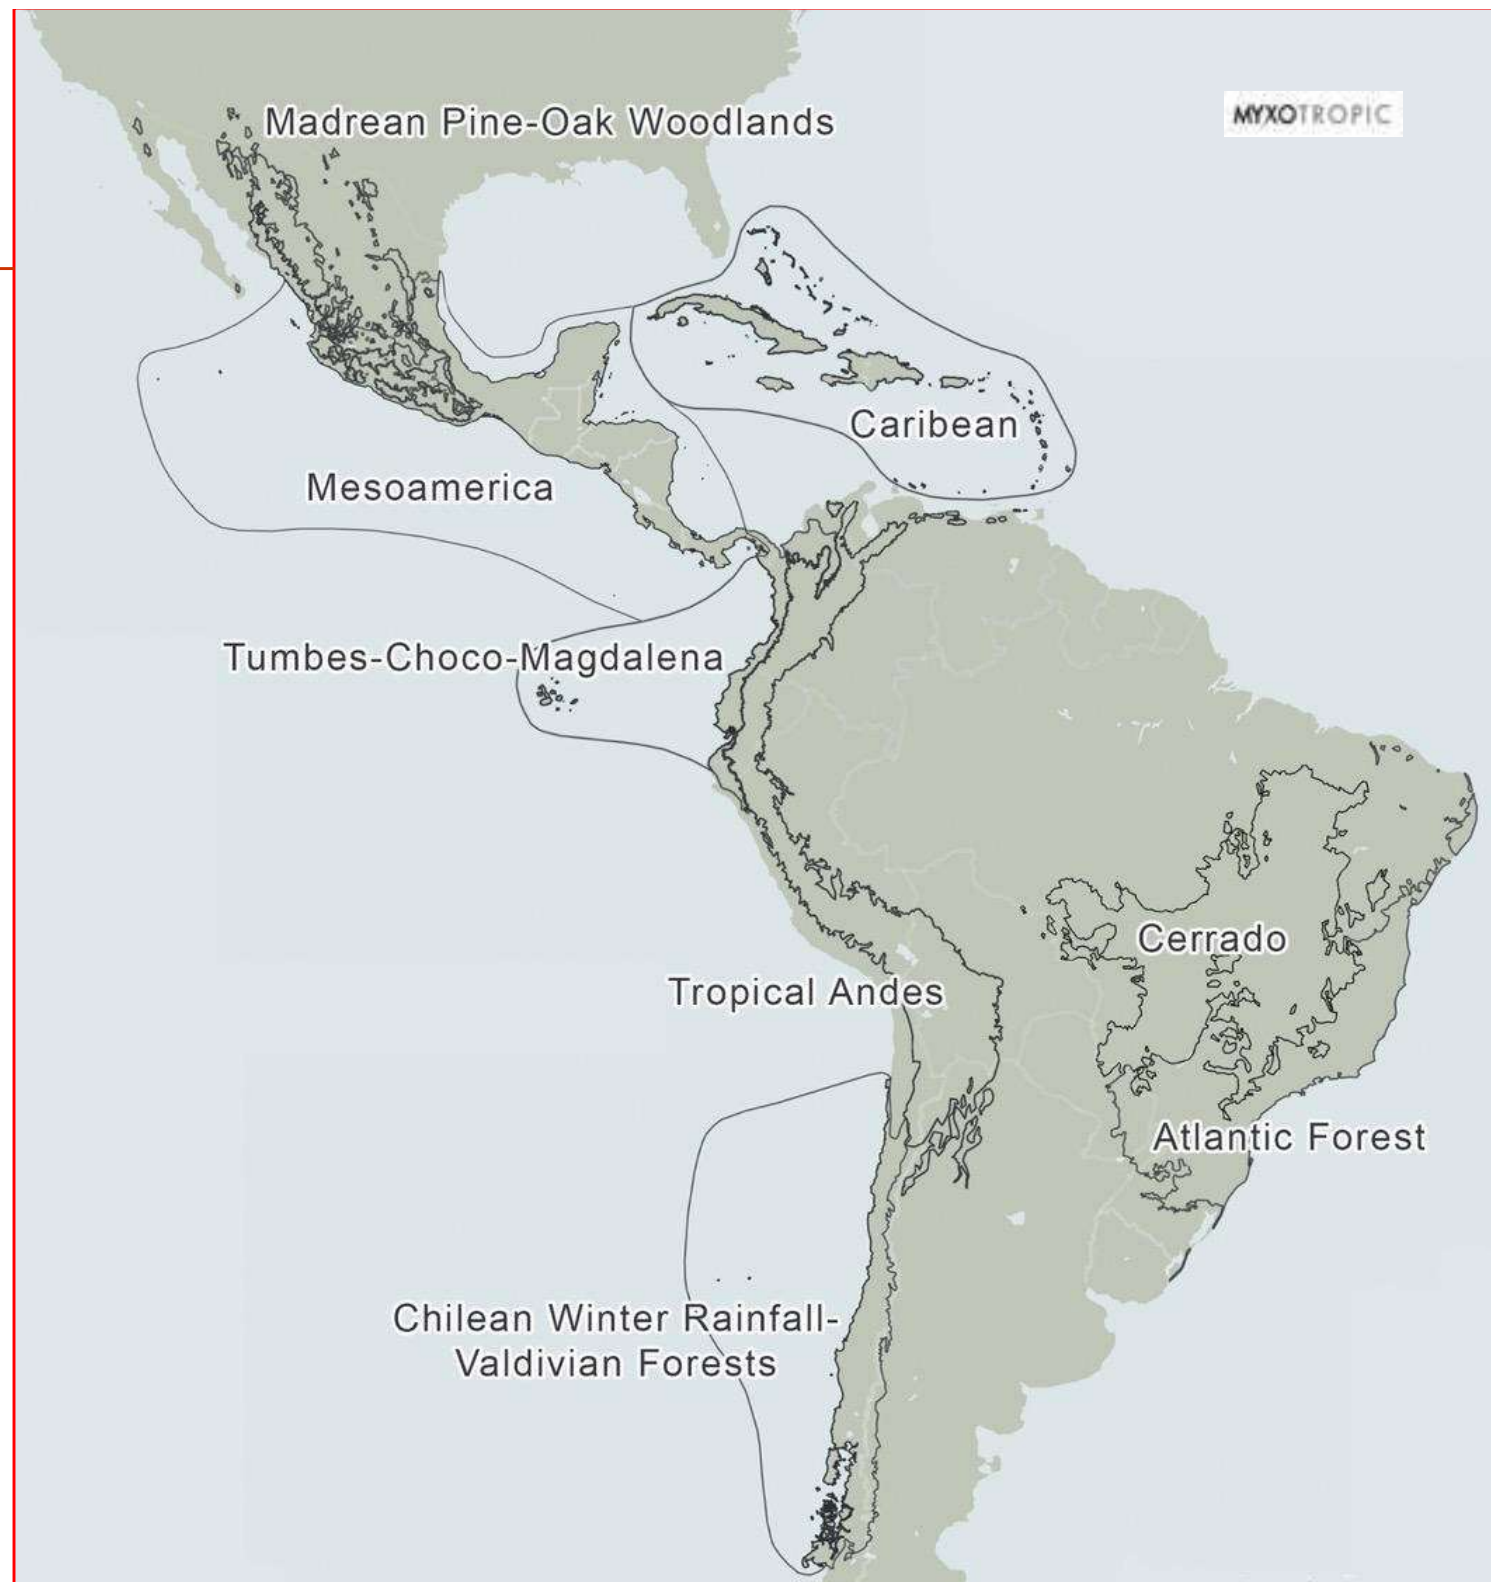 Madrean Pine-Oak Woodlands
MYXOTROPIC
Caribean
Mesoamerica
Tumbes-Choco-Magdalena
Cerrado
Tropical Andes
Atlantic Forest
Chilean Winter Rainfall-
Valdivian Forests